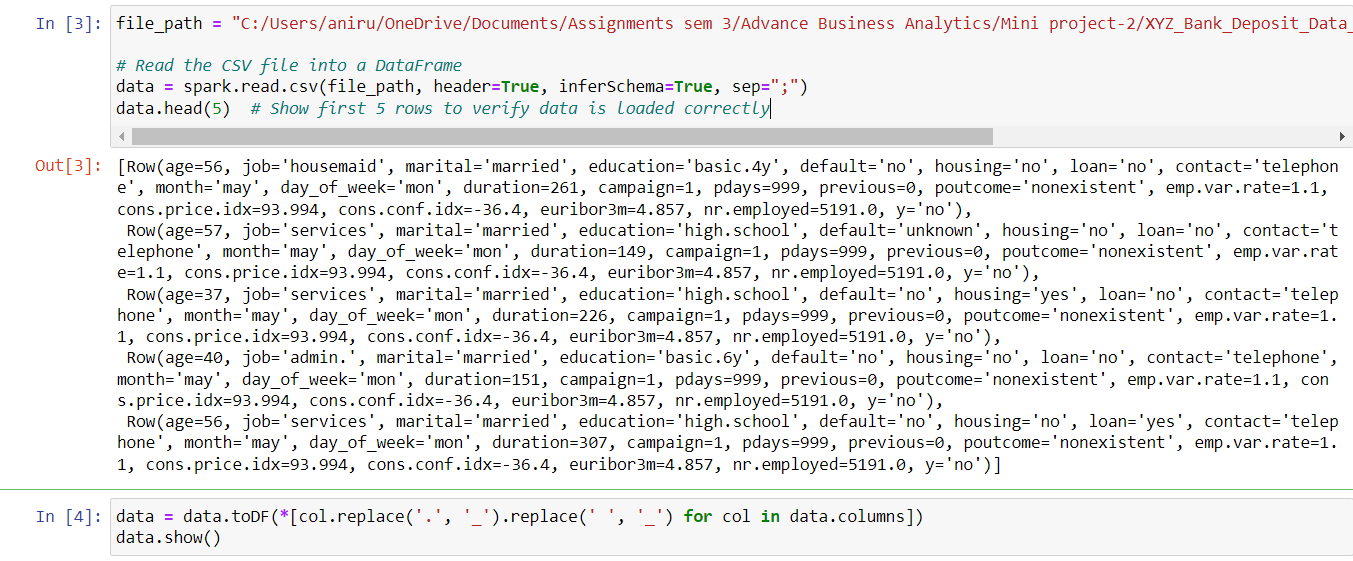 In [3]: file_path = "C:/Users/aniru/OneDrive/Documents/Assignments sem 3/Advance Business Analytics/Mini project-2/XYZ_Bank_Deposit_Data_
# Read the CSV file into a DataFrame
data = spark.read.csv(file_path, header=True, inferSchema=True, sep=";")
data.head(5)  # Show first 5 rows to verify data is loaded correctly
Out[3]: [Row(age=56, job='housemaid', marital='married', education='basic.4y', default='no', housing='no', loan='no', contact='telephon
e', month='may', day_of_week='mon', duration=261, campaign=1, pdays=999, previous=0, poutcome='nonexistent', emp.var.rate=1.1,
cons.price.idx=93.994, cons.conf.idx=-36.4, euribor3m=4.857, nr.employed=5191.0, y='no'),
Row(age=57, job='services', marital='married', education='high.school', default='unknown', housing='no', loan='no', contact='t
elephone', month='may', day_of_week='mon', duration=149, campaign=1, pdays=999, previous=0, poutcome='nonexistent', emp.var.rat
e=1.1, cons.price.idx=93.994, cons.conf.idx=-36.4, euribor3m=4.857, nr.employed=5191.0, y='no'),
Row(age=37, job='services', marital='married', education='high.school', default='no', housing='yes', loan='no', contact='telep
hone', month='may', day_of_week='mon', duration=226, campaign=1, pdays=999, previous=0, poutcome='nonexistent', emp.var.rate=1.
1, cons.price.idx=93.994, cons.conf.idx=-36.4, euribor3m=4.857, nr.employed=5191.0, y='no'),
Row(age=40, job='admin.', marital='married', education='basic.6y', default='no', housing='no', loan='no', contact='telephone',
month='may', day_of_week='mon', duration=151, campaign=1, pdays=999, previous=0, poutcome='nonexistent', emp.var.rate=1.1, con
s.price.idx=93.994, cons.conf.idx=-36.4, euribor3m=4.857, nr.employed=5191.0, y='no'),
Row(age=56, job='services', marital='married', education='high.school', default='no', housing='no', loan='yes', contact='telep
hone', month='may', day_of_week='mon', duration=307, campaign=1, pdays=999, previous=0, poutcome='nonexistent', emp.var.rate=1.
1, cons.price.idx=93.994, cons.conf.idx=-36.4, euribor3m=4.857, nr.employed=5191.0, y='no')]
In [4]: data = data.toDF(*[col.replace('.', '_').replace(' ', '_') for col in data.columns])
data.show()